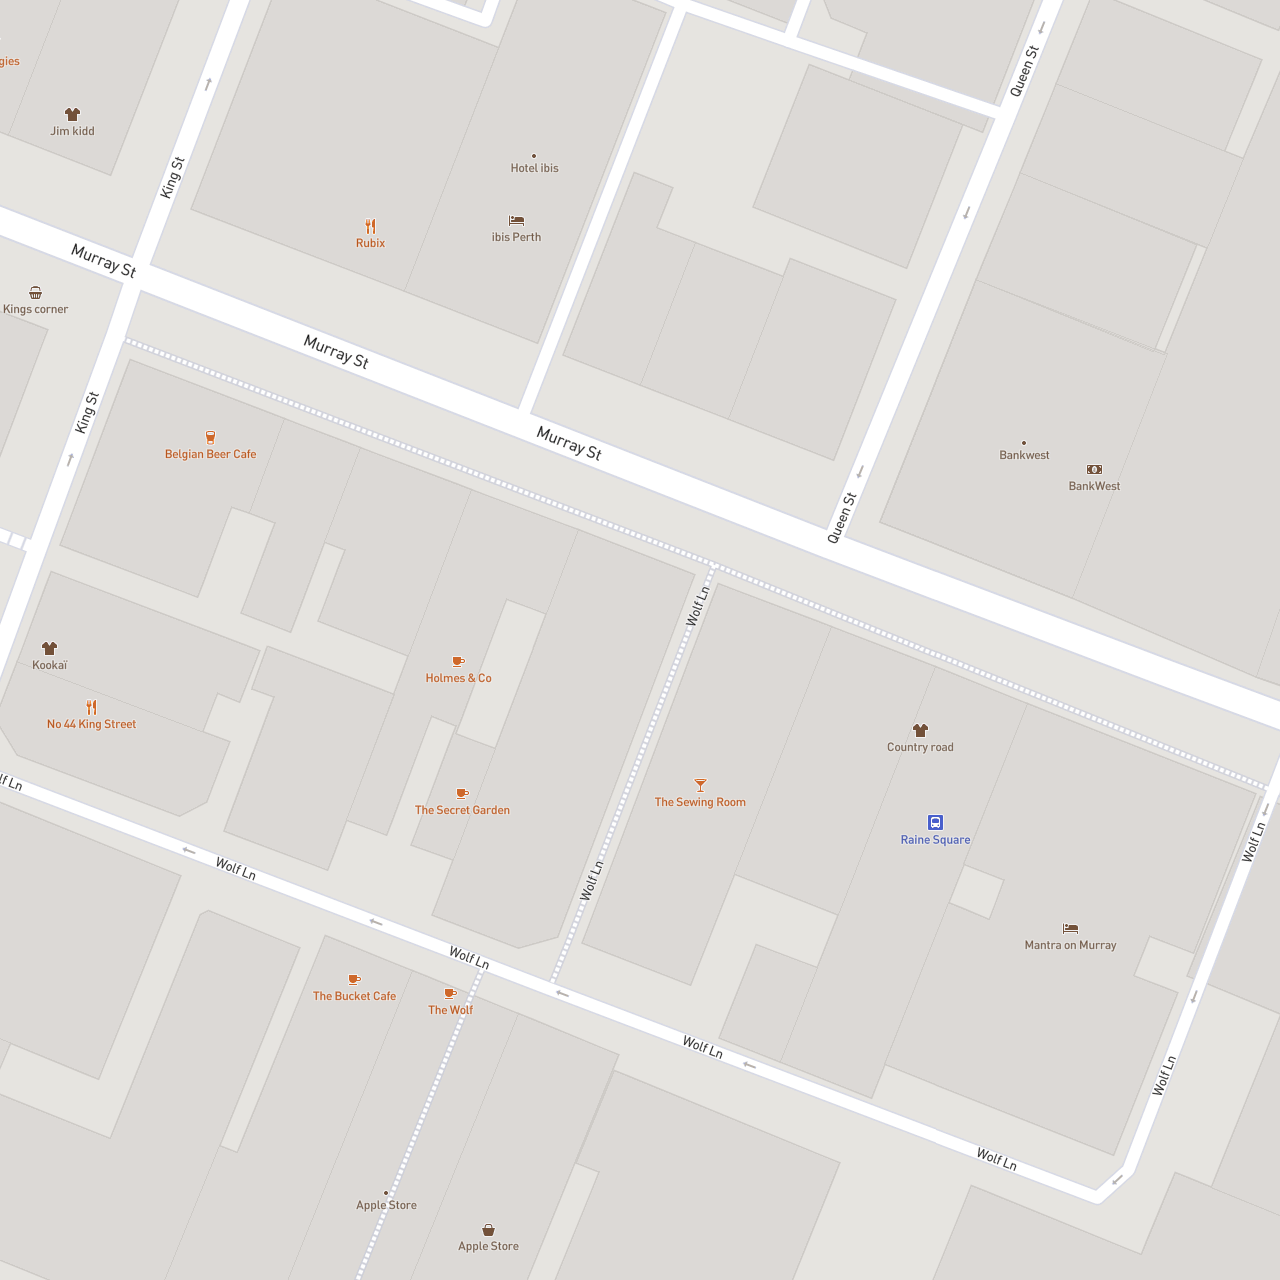 Queen St
gies
Jim kidd
Hotel ibis
King St
ibis Perth
Rubix
Murray St
Kings corner
Murray St
King St
Murray St
Belgian Beer Cafe
Bankwest
BankWest
Queen St
Wolf Ln
Kookaï
Holmes & Co
No 44 King Street
Country road
lf Ln
The Sewing Room
The Secret Garden
Raine Square
Wolf Ln
Wolf Ln
Wolf Ln
Mantra on Murray
Wolf Ln
The Bucket Cafe
The Wolf
Wolf Ln
Wolf Ln
Wolf Ln
Apple Store
Apple Store